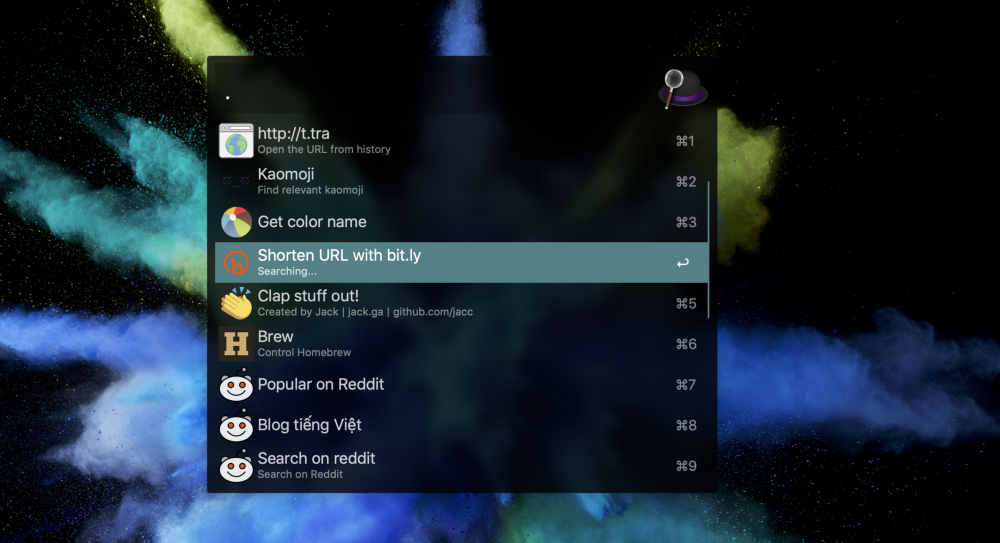 .
http://t.tra
Open the URL from history
⌘1
Kaomoji
Find relevant kaomoji
⌘2
Get color name
⌘3
Shorten URL with bit.ly
Searching...
↩
Clap stuff out!
Created by Jack | jack.ga | github.com/jacc
⌘5
Brew
Control Homebrew
⌘6
Popular on Reddit
⌘7
Blog tiếng Việt
⌘8
Search on reddit
Search on Reddit
⌘9